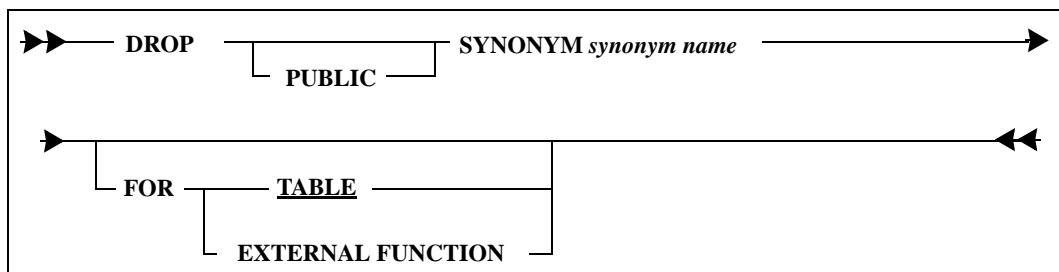 DROP SYNONYM synonym name
PUBLIC
FOR TABLE
EXTERNAL FUNCTION